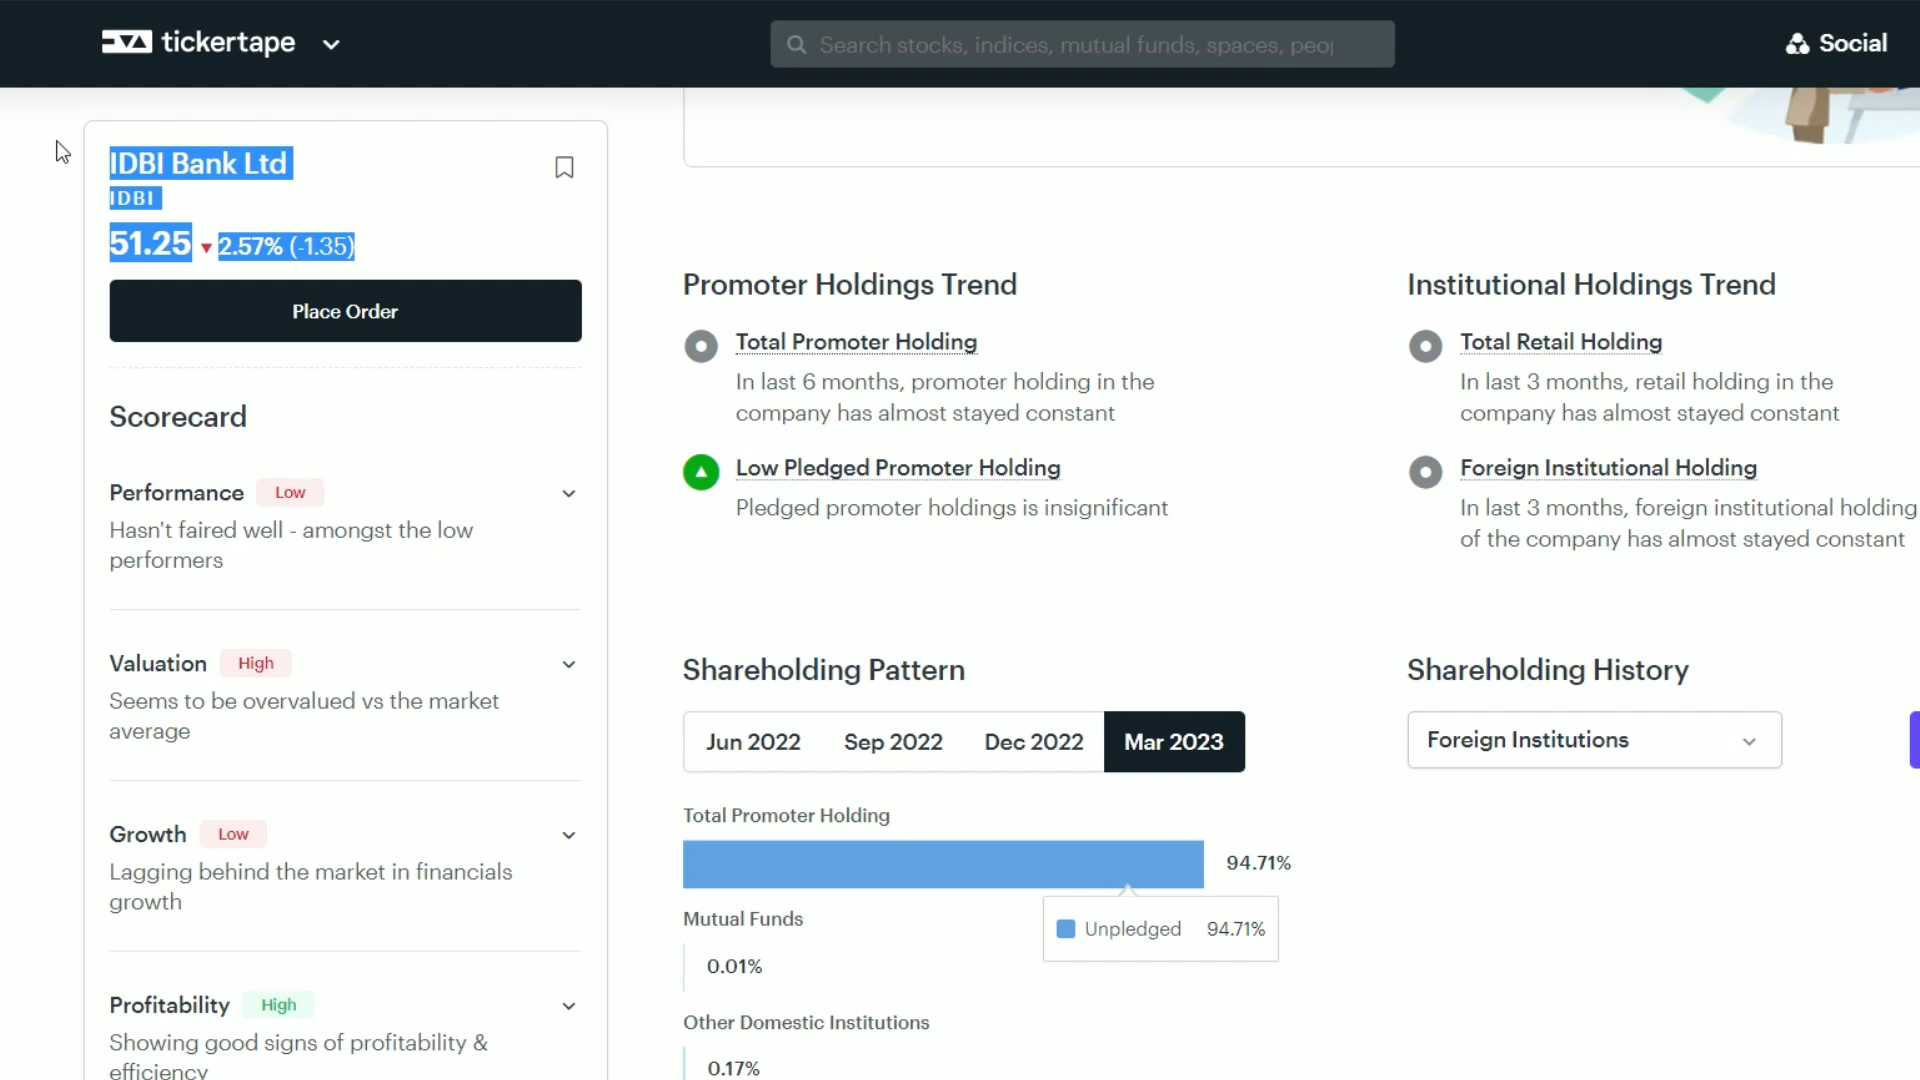 tickertape
Search stocks, indices, mutual funds, spaces, peop
Social
IDBI Bank Ltd
IDBI
51.25 2.57% (-1.35)
Place Order
Scorecard
Performance Low
Hasn't faired well - amongst the low
performers
Valuation High
Seems to be overvalued vs the market
average
Growth Low
Lagging behind the market in financials
growth
Profitability High
Showing good signs of profitability &
efficiency
Promoter Holdings Trend
Total Promoter Holding
In last 6 months, promoter holding in the
company has almost stayed constant
Low Pledged Promoter Holding
Pledged promoter holdings is insignificant
Institutional Holdings Trend
Total Retail Holding
In last 3 months, retail holding in the
company has almost stayed constant
Foreign Institutional Holding
In last 3 months, foreign institutional holding
of the company has almost stayed constant
Shareholding Pattern
Jun 2022 Sep 2022 Dec 2022 Mar 2023
Total Promoter Holding
94.71%
Unpledged 94.71%
Mutual Funds
0.01%
Other Domestic Institutions
0.17%
Shareholding History
Foreign Institutions